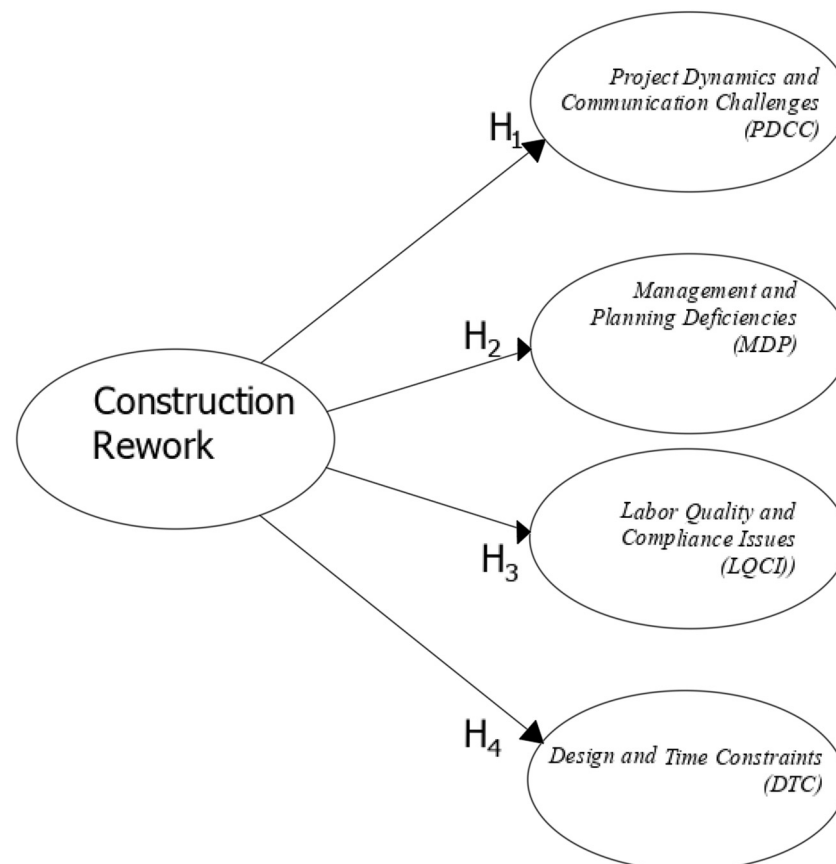 Project Dynamics and
Communication Challenges
(PDCC)
H₁
Management and
Planning Deficiencies
(MDP)
H₂
Construction
Rework
Labor Quality and
Compliance Issues
(LQCI))
H₃
H₄
Design and Time Constraints
(DTC)